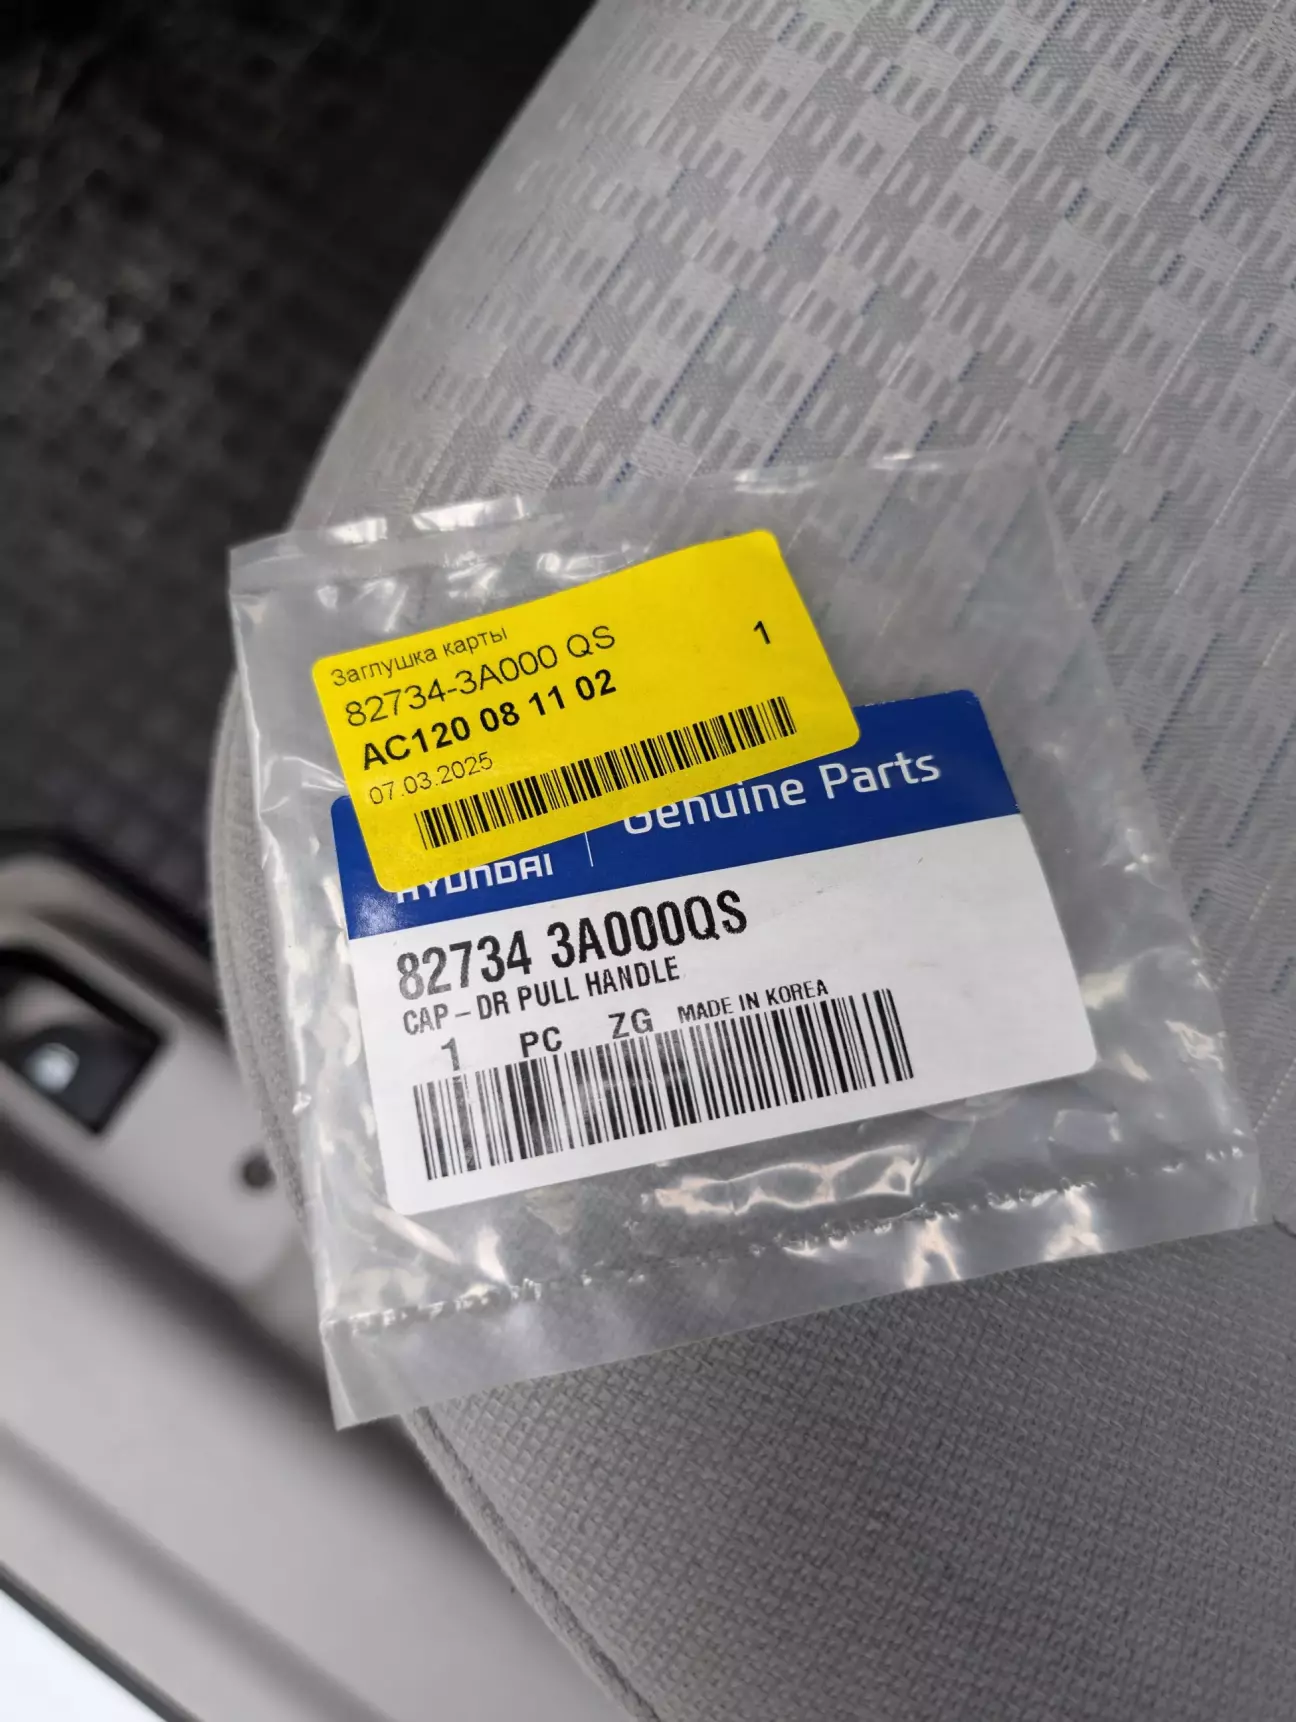 Заглушка карты
82734-3A000 QS 1
AC120 08 11 02
07.03.2025
HYUNDAI | Genuine Parts
82734 3A000QS
CAP - DR PULL HANDLE
1 PC ZG MADE IN KOREA